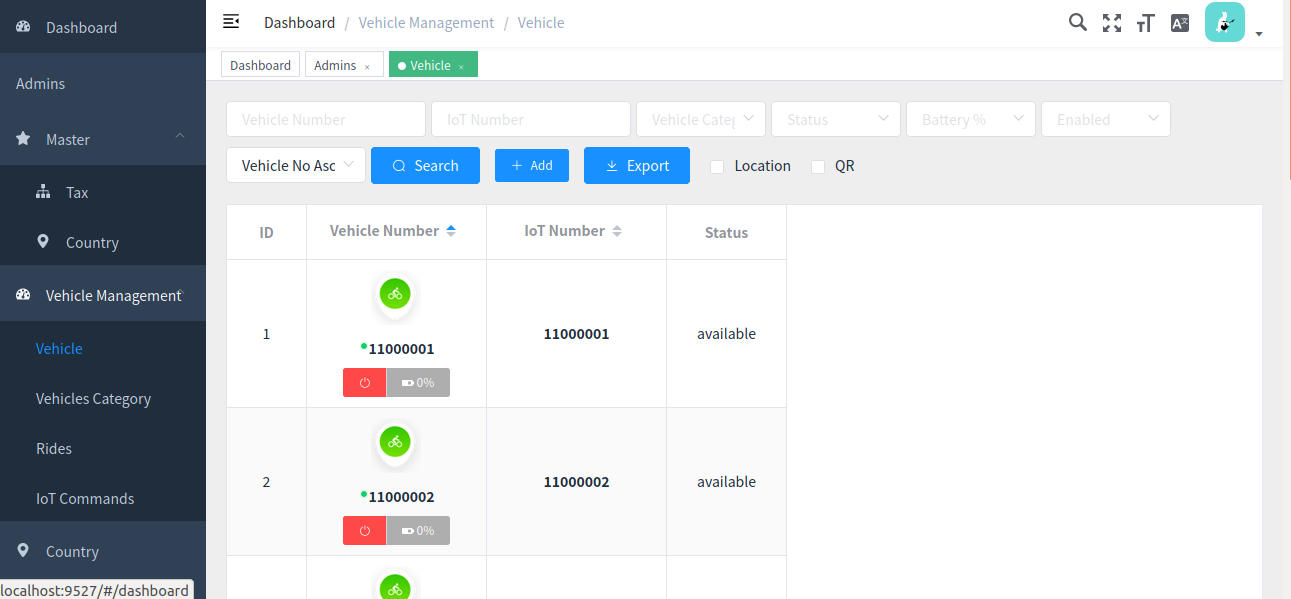 Dashboard
Admins
Master
Tax
Country
Vehicle Management
Vehicle
Vehicles Category
Rides
IoT Commands
Country
localhost:9527/#/dashboard
Dashboard / Vehicle Management / Vehicle
Dashboard Admins × Vehicle ×
Vehicle Number IoT Number Vehicle Categ Status Battery % Enabled
Vehicle No Asc Search + Add Export Location QR
ID Vehicle Number IoT Number Status
1 11000001 0% 11000001 available
2 11000002 0% 11000002 available